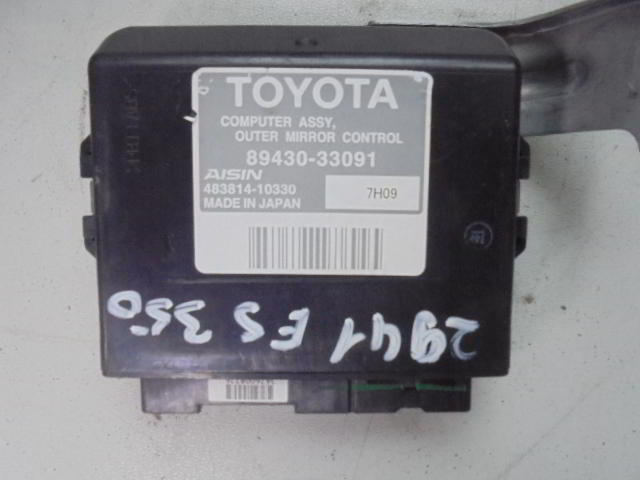 TOYOTA
COMPUTER ASSY,
OUTER MIRROR CONTROL
89430-33091
AISIN
483814-10330
MADE IN JAPAN
7H09
2941 ES 350